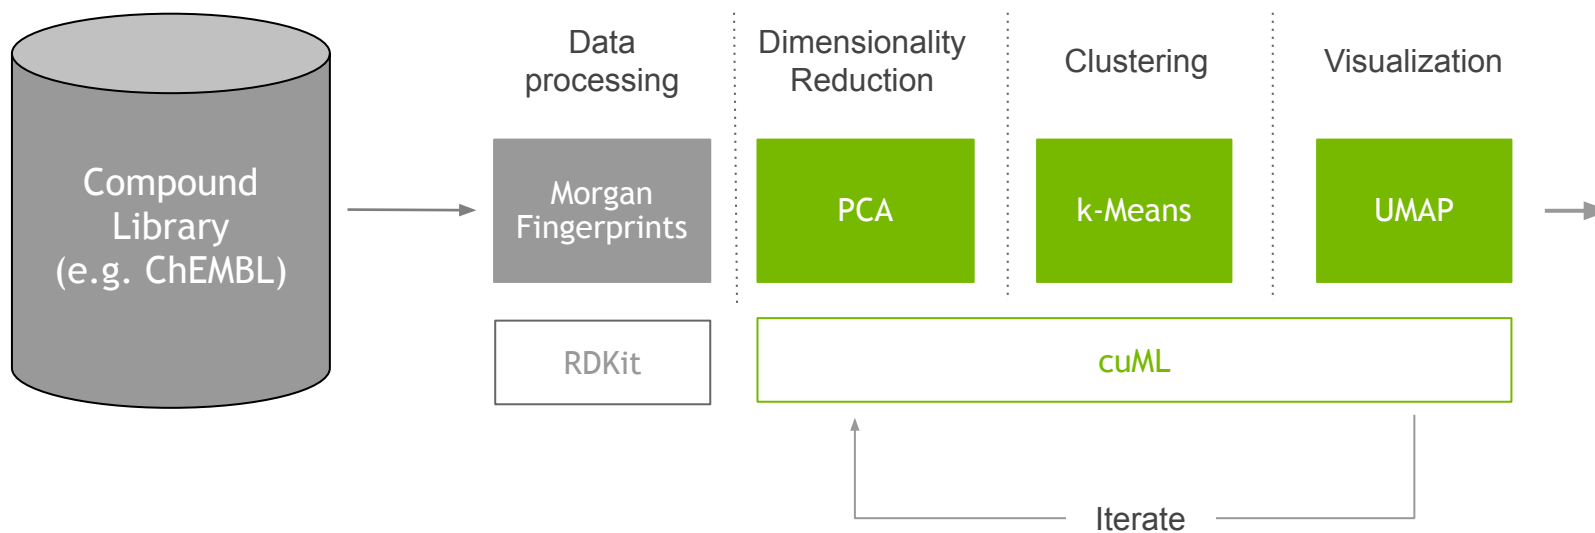 Data
processing
Dimensionality
Reduction
Clustering
Visualization
Compound
Library
(e.g. ChEMBL)
Morgan
Fingerprints
PCA
k-Means
UMAP
RDKit
cuML
Iterate